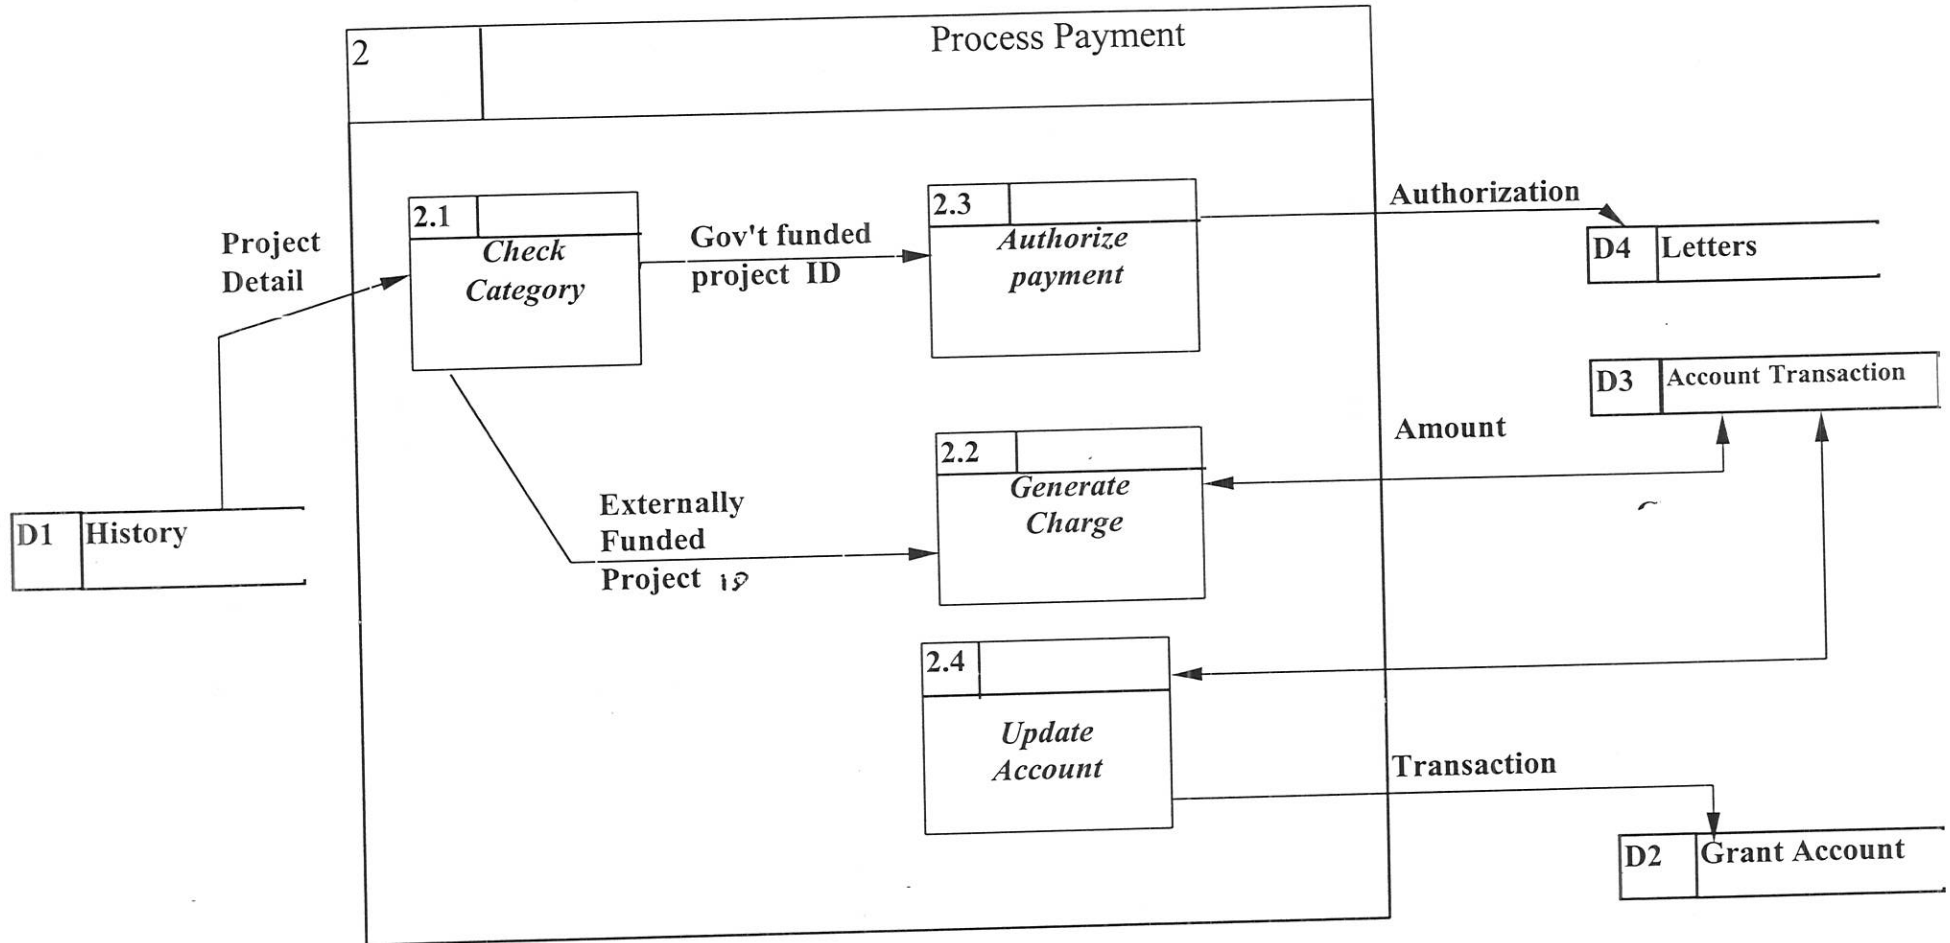 2
Process Payment
2.1
Check
Category
Project
Detail
Gov't funded
project ID
2.3
Authorize
payment
Authorization
D4
Letters
D3
Account Transaction
Amount
2.2
Generate
Charge
Externally
Funded
Project
D1
History
2.4
Update
Account
Transaction
D2
Grant Account